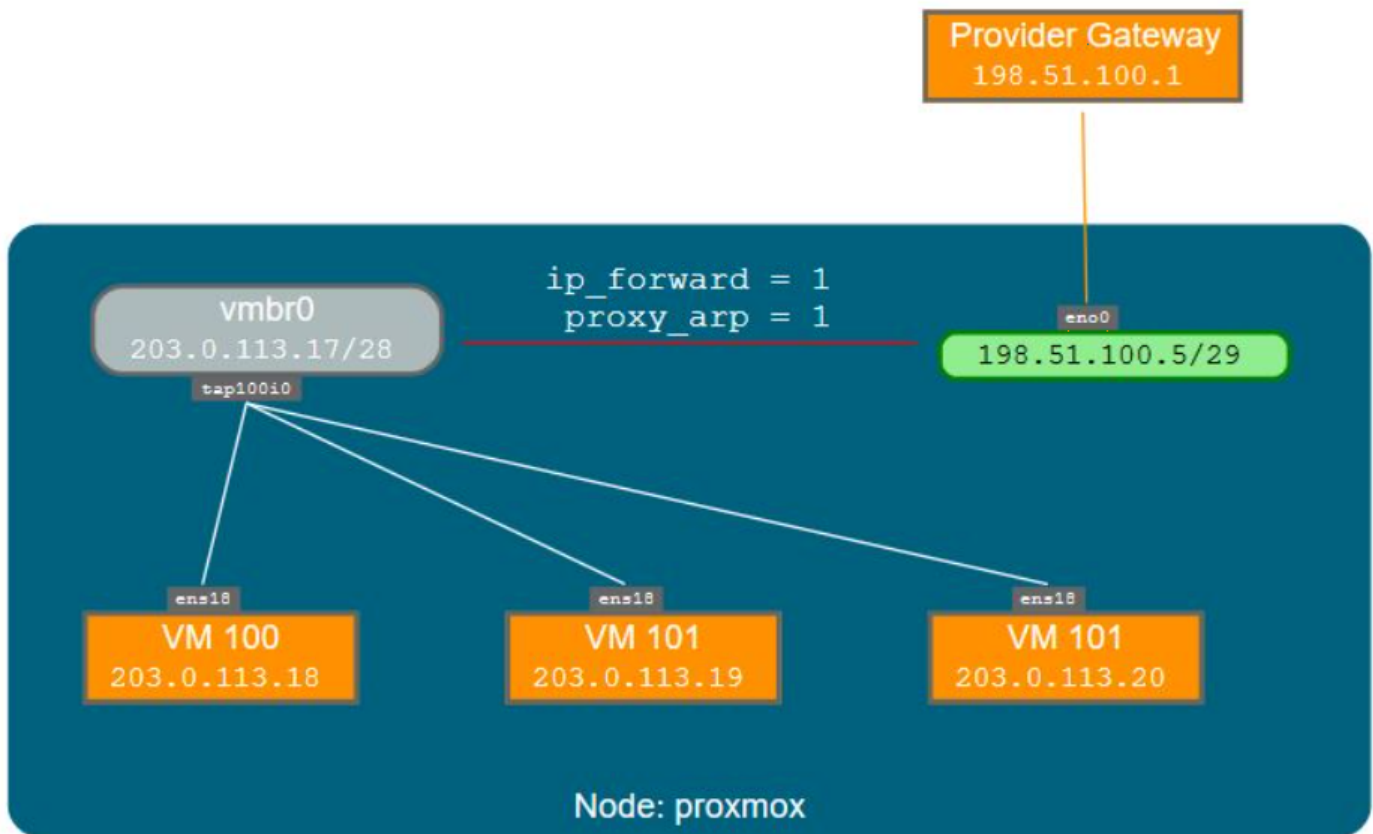 Provider Gateway
198.51.100.1
ip_forward = 1
proxy_arp = 1
vmbr0
203.0.113.17/28
tap100i0
eno0
198.51.100.5/29
ens18
VM 100
203.0.113.18
ens18
VM 101
203.0.113.19
ens18
VM 101
203.0.113.20
Node: proxmox